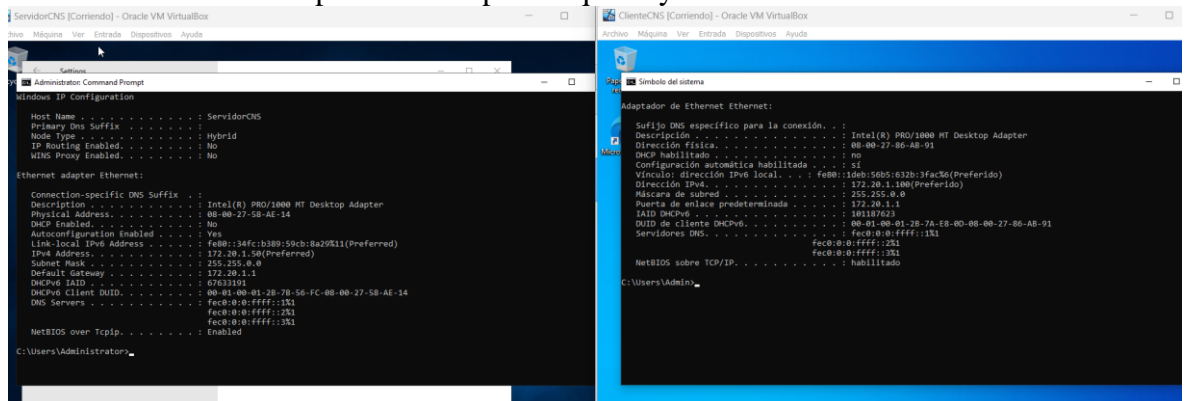 ServidorCNS [Corriendo] - Oracle VM VirtualBox
Máquina Ver Entrada Dispositivos Ayuda
Settings
Administrator: Command Prompt
Windows IP Configuration
Host Name . . . . . . . . . . . . : ServidorCNS
Primary Dns Suffix . . . . . . . :
Node Type . . . . . . . . . . . . : Hybrid
IP Routing Enabled. . . . . . . . : No
WINS Proxy Enabled. . . . . . . . : No
Ethernet adapter Ethernet:
Connection-specific DNS Suffix . :
Description . . . . . . . . . . . : Intel(R) PRO/1000 MT Desktop Adapter
Physical Address. . . . . . . . . : 08-00-27-58-AE-14
DHCP Enabled. . . . . . . . . . . : No
Autoconfiguration Enabled . . . . : Yes
Link-local IPv6 Address . . . . . : fe80::34fc:b389:59cb:8a29%11(Preferred)
IPv4 Address. . . . . . . . . . . : 172.20.1.50(Preferred)
Subnet Mask . . . . . . . . . . . : 255.255.0.0
Default Gateway . . . . . . . . . : 172.20.1.1
DHCPv6 IAID . . . . . . . . . . . : 67633191
DHCPv6 Client DUID. . . . . . . . : 00-01-00-01-2B-7B-56-FC-08-00-27-58-AE-14
DNS Servers . . . . . . . . . . . : fec0:0:0:ffff::1%1
fec0:0:0:ffff::2%1
fec0:0:0:ffff::3%1
NetBIOS over Tcpip. . . . . . . . : Enabled
C:\Users\Administrator>
ClienteCNS [Corriendo] - Oracle VM VirtualBox
Archivo Máquina Ver Entrada Dispositivos Ayuda
Símbolo del sistema
Adaptador de Ethernet Ethernet:
Sufijo DNS específico para la conexión. . :
Descripción . . . . . . . . . . . . . . . : Intel(R) PRO/1000 MT Desktop Adapter
Dirección física. . . . . . . . . . . . . : 08-00-27-86-AB-91
DHCP habilitado . . . . . . . . . . . . . : no
Configuración automática habilitada . . . : sí
Vínculo: dirección IPv6 local. . . : fe80::1deb:56b5:632b:3fac%6(Preferido)
Dirección IPv4. . . . . . . . . . . . . . : 172.20.1.100(Preferido)
Máscara de subred . . . . . . . . . . . . : 255.255.0.0
Puerta de enlace predeterminada . . . . . : 172.20.1.1
IAID DHCPv6 . . . . . . . . . . . . . . . : 101187623
DUID de cliente DHCPv6. . . . . . . . . . : 00-01-00-01-2B-7A-E8-0D-08-00-27-86-AB-91
Servidores DNS. . . . . . . . . . . . . . : fec0:0:0:ffff::1%1
fec0:0:0:ffff::2%1
fec0:0:0:ffff::3%1
NetBIOS sobre TCP/IP. . . . . . . . . . . : habilitado
C:\Users\Admin>